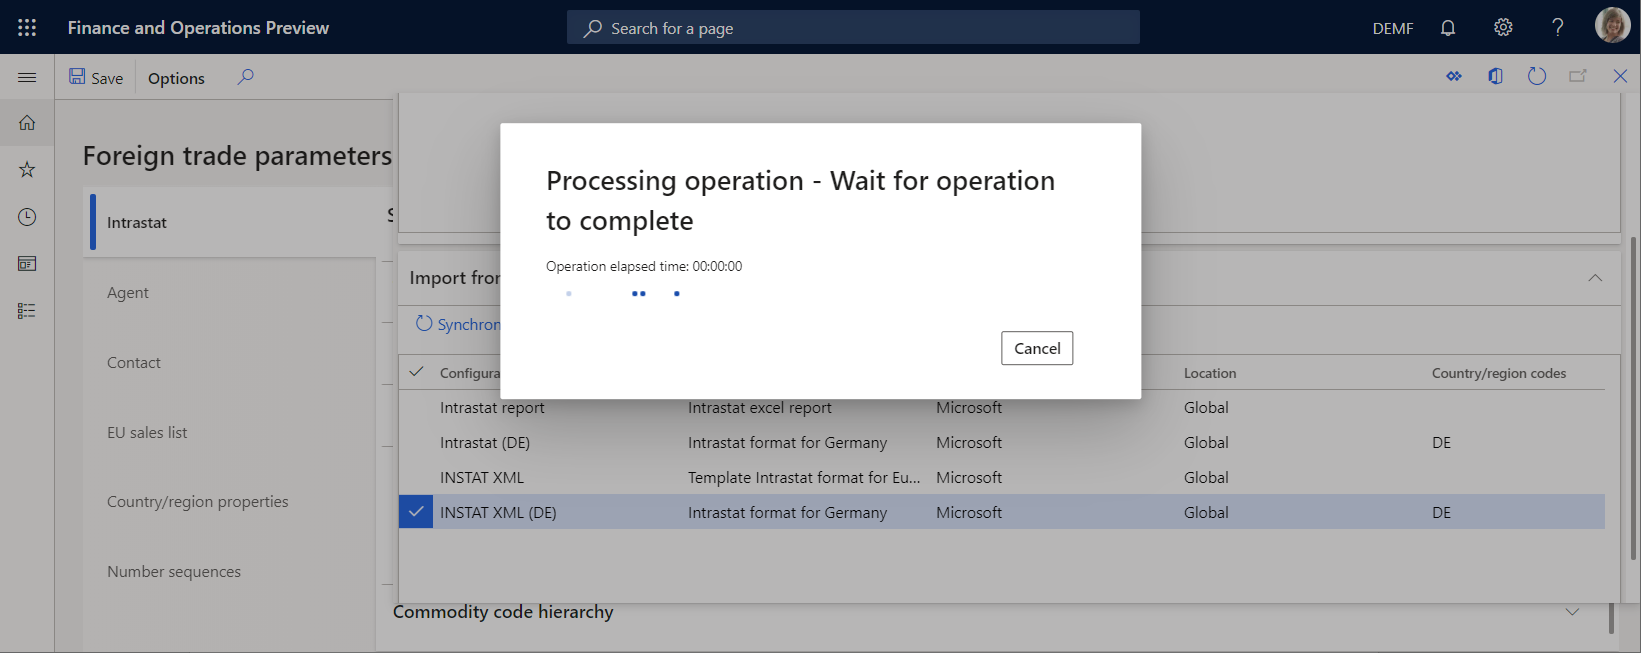 Finance and Operations Preview
Search for a page
DEMF
?
Save
Options
Foreign trade parameters
Intrastat
Agent
Contact
EU sales list
Country/region properties
Number sequences
Processing operation - Wait for operation
to complete
Operation elapsed time: 00:00:00
Cancel
Import from
Synchron
Configura
Location
Country/region codes
Intrastat report
Intrastat excel report
Microsoft
Global
Intrastat (DE)
Intrastat format for Germany
Microsoft
Global
DE
INSTAT XML
Template Intrastat format for Eu...
Microsoft
Global
INSTAT XML (DE)
Intrastat format for Germany
Microsoft
Global
DE
Commodity code hierarchy